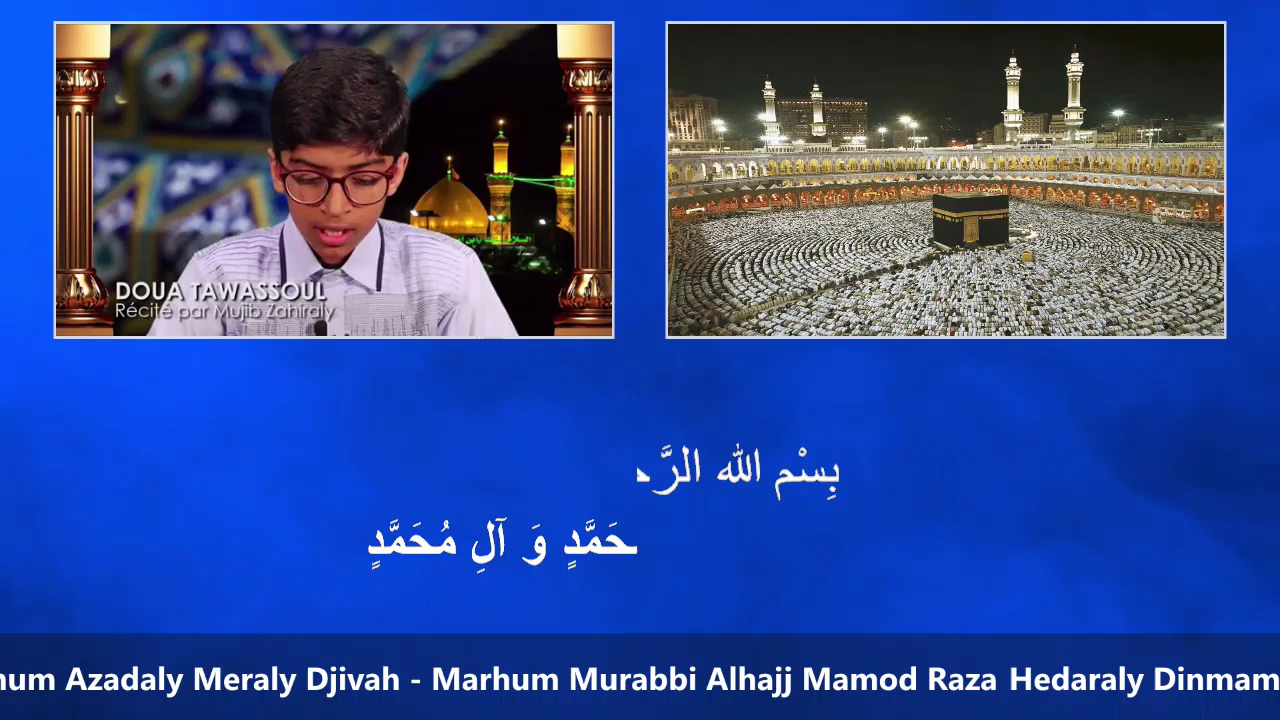 DOUA TAWASSOUL
Récité par Mujib Zahiraly
بِسْمِ الله الرَّ
حَمَّدٍ وَ آلِ مُحَمَّدٍ
Azadaly Meraly Djivah - Marhum Murabbi Alhajj Mamod Raza Hedaraly Dinmam